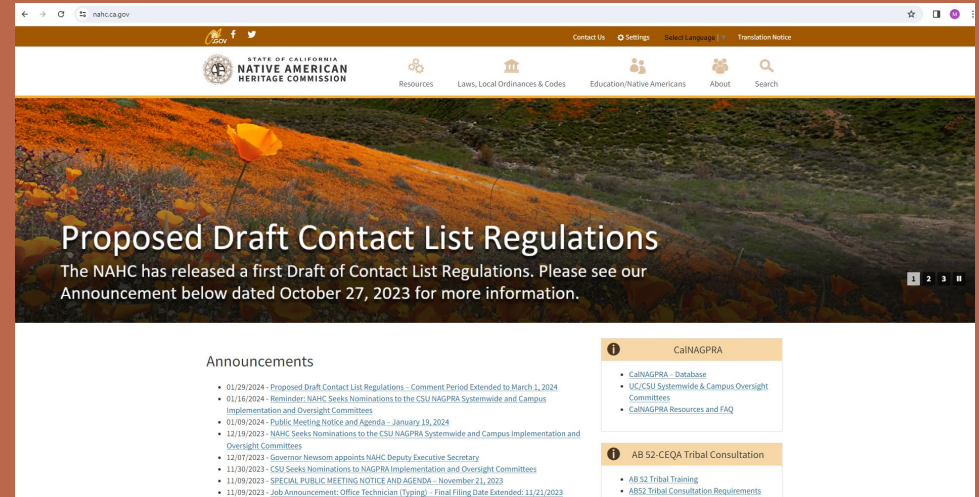 nahc.ca.gov
M
CA.GOV
f
Contact Us
Settings
Select Language
Translation Notice
STATE OF CALIFORNIA
NATIVE AMERICAN
HERITAGE COMMISSION
Resources
Laws, Local Ordinances & Codes
Education/Native Americans
About
Search
Proposed Draft Contact List Regulations
The NAHC has released a first Draft of Contact List Regulations. Please see our
Announcement below dated October 27, 2023 for more information.
1 2 3
Announcements
• 01/29/2024 - Proposed Draft Contact List Regulations – Comment Period Extended to March 1, 2024
• 01/16/2024 - Reminder: NAHC Seeks Nominations to the CSU NAGPRA Systemwide and Campus
Implementation and Oversight Committees
• 01/09/2024 - Public Meeting Notice and Agenda – January 19, 2024
• 12/19/2023 - NAHC Seeks Nominations to the CSU NAGPRA Systemwide and Campus Implementation and
Oversight Committees
• 12/07/2023 - Governor Newsom appoints NAHC Deputy Executive Secretary
• 11/30/2023 - CSU Seeks Nominations to NAGPRA Implementation and Oversight Committees
• 11/09/2023 - SPECIAL PUBLIC MEETING NOTICE AND AGENDA – November 21, 2023
• 11/09/2023 - Job Announcement: Office Technician (Typing) – Final Filing Date Extended: 11/21/2023
CalNAGPRA
• CalNAGPRA – Database
• UC/CSU Systemwide & Campus Oversight
Committees
• CalNAGPRA Resources and FAQ
AB 52-CEQA Tribal Consultation
• AB 52 Tribal Training
• AB52 Tribal Consultation Requirements